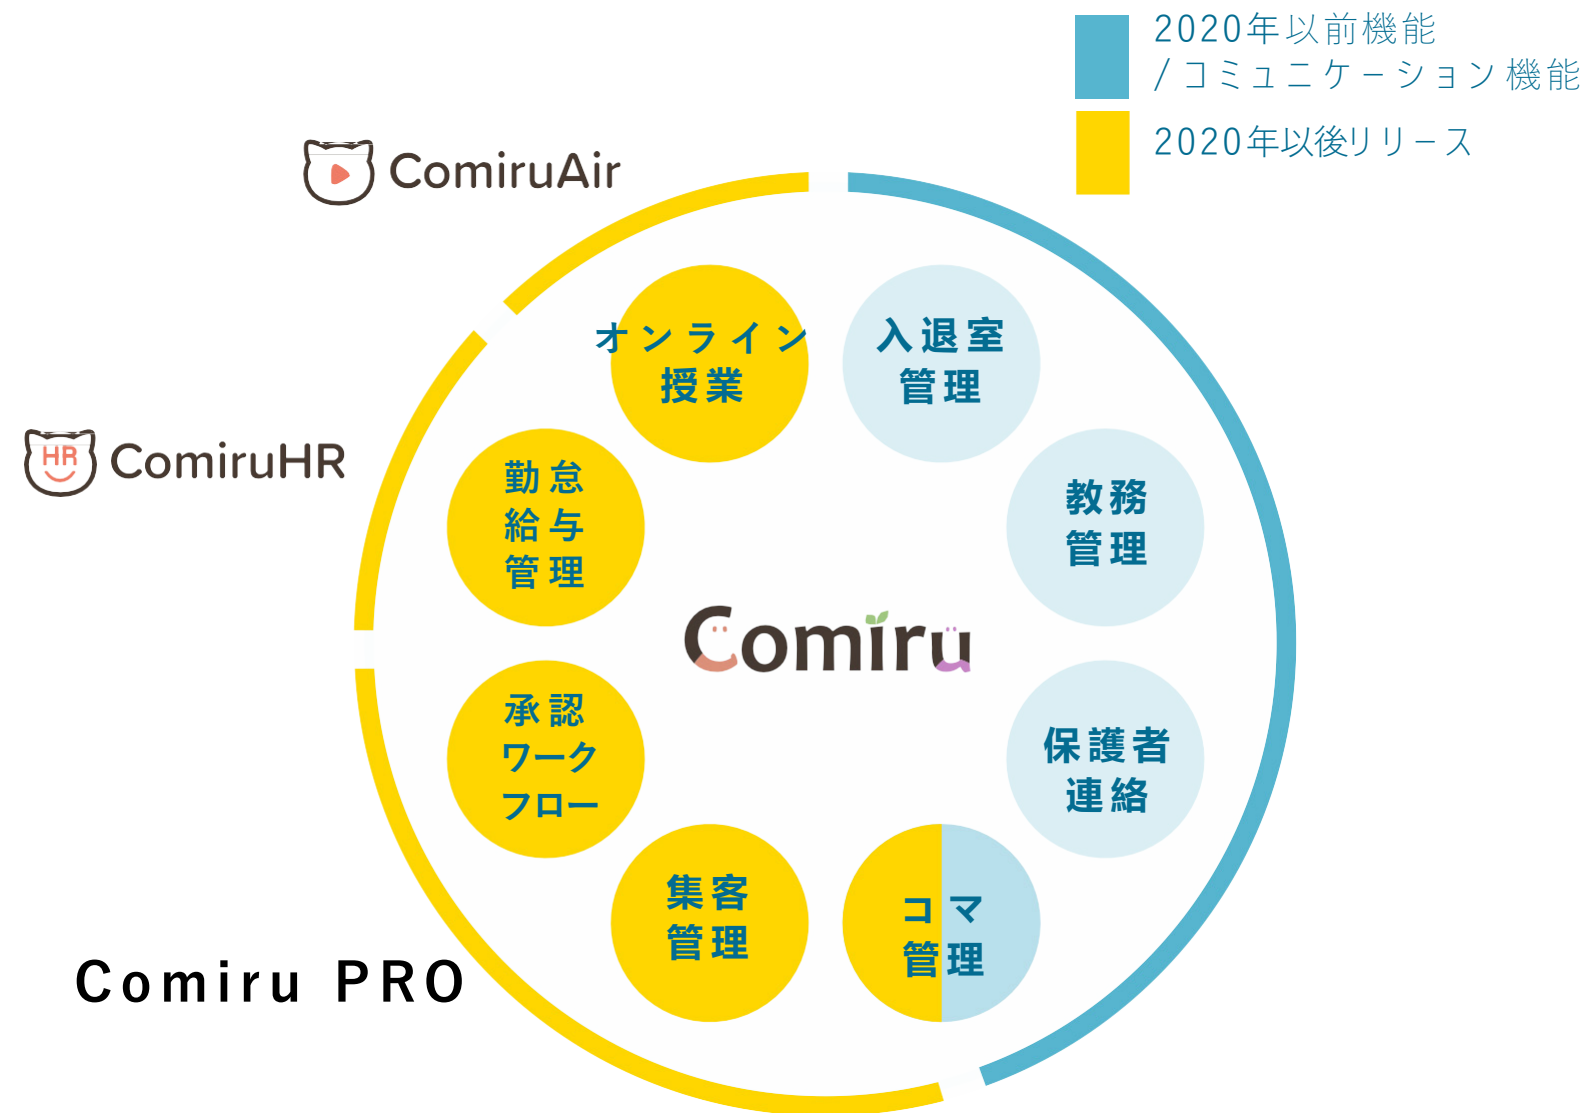 2020年以前機能
/コミュニケーション機能
2020年以後リリース
ComiruAir
オンライン
授業
入退室
管理
HR
ComiruHR
勤怠
給与
管理
教務
管理
Comiru
承認
ワーク
フロー
保護者
連絡
集客
管理
コマ
管理
Comiru PRO